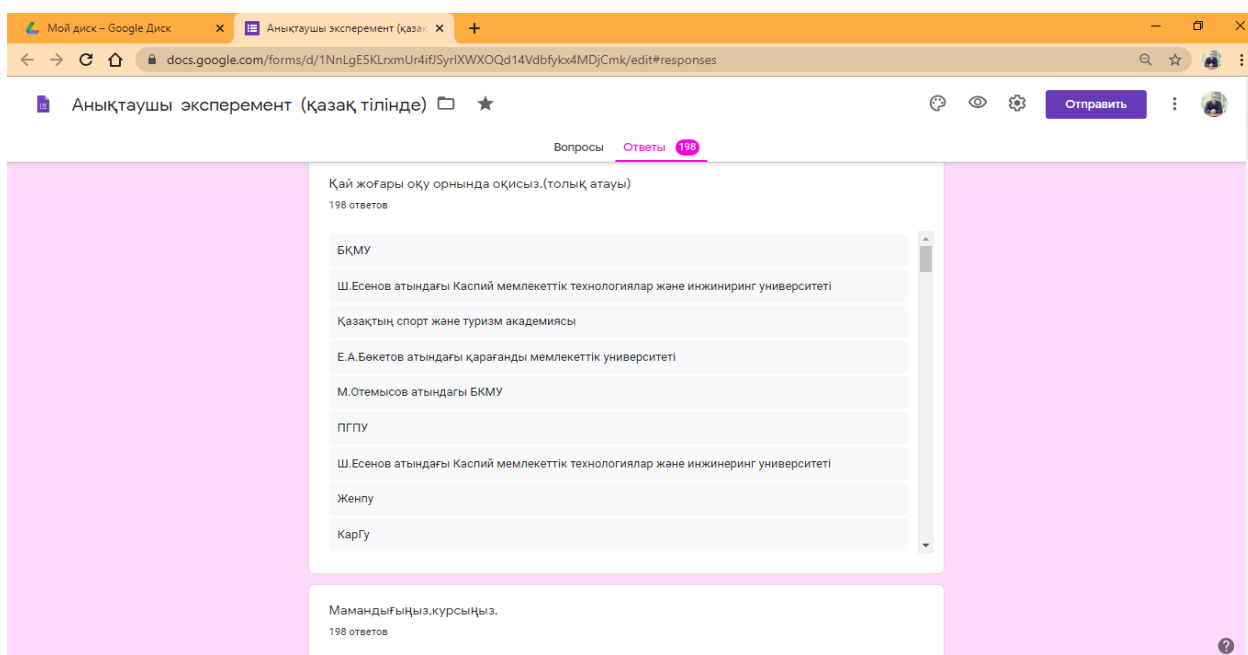 Мой диск – Google Диск
Анықтаушы эксперемент (қазақ
docs.google.com/forms/d/1NnLgE5KLrxmUr4ifJSyrIXWXOQd14Vdbfykx4MDjCmk/edit#responses
Анықтаушы эксперемент (қазақ тілінде)
Отправить
Вопросы Ответы 198
Қай жоғары оқу орнында оқисыз.(толық атауы)
198 ответов
БҚМУ
Ш.Есенов атындағы Каспий мемлекеттік технологиялар және инжиниринг университеті
Қазақтың спорт және туризм академиясы
Е.А.Бөкетов атындағы қарағанды мемлекеттік университеті
М.Отемысов атындагы БКМУ
ПГПУ
Ш.Есенов атындағы Каспий мемлекеттік технологиялар және инжинеринг университеті
Женпу
КарГу
Мамандығыңыз,курсыңыз.
198 ответов